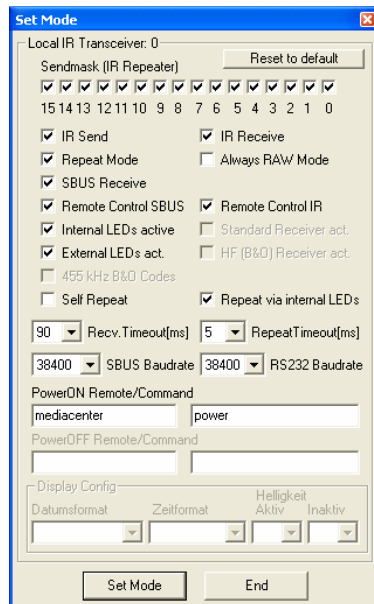 Set Mode
Local IR Transceiver: 0
Sendmask (IR Repeater) Reset to default
15 14 13 12 11 10 9 8 7 6 5 4 3 2 1 0
IR Send IR Receive
Repeat Mode Always RAW Mode
SBUS Receive
Remote Control SBUS Remote Control IR
Internal LEDs active Standard Receiver act.
External LEDs act. HF (B&O) Receiver act.
455 kHz B&O Codes
Self Repeat Repeat via internal LEDs
90 Recv.Timeout[ms] 5 RepeatTimeout[ms]
38400 SBUS Baudrate 38400 RS232 Baudrate
PowerON Remote/Command
mediacenter power
PowerOFF Remote/Command
Display Config
Helligkeit
Datumsformat Zeitformat Aktiv Inaktiv
Set Mode End